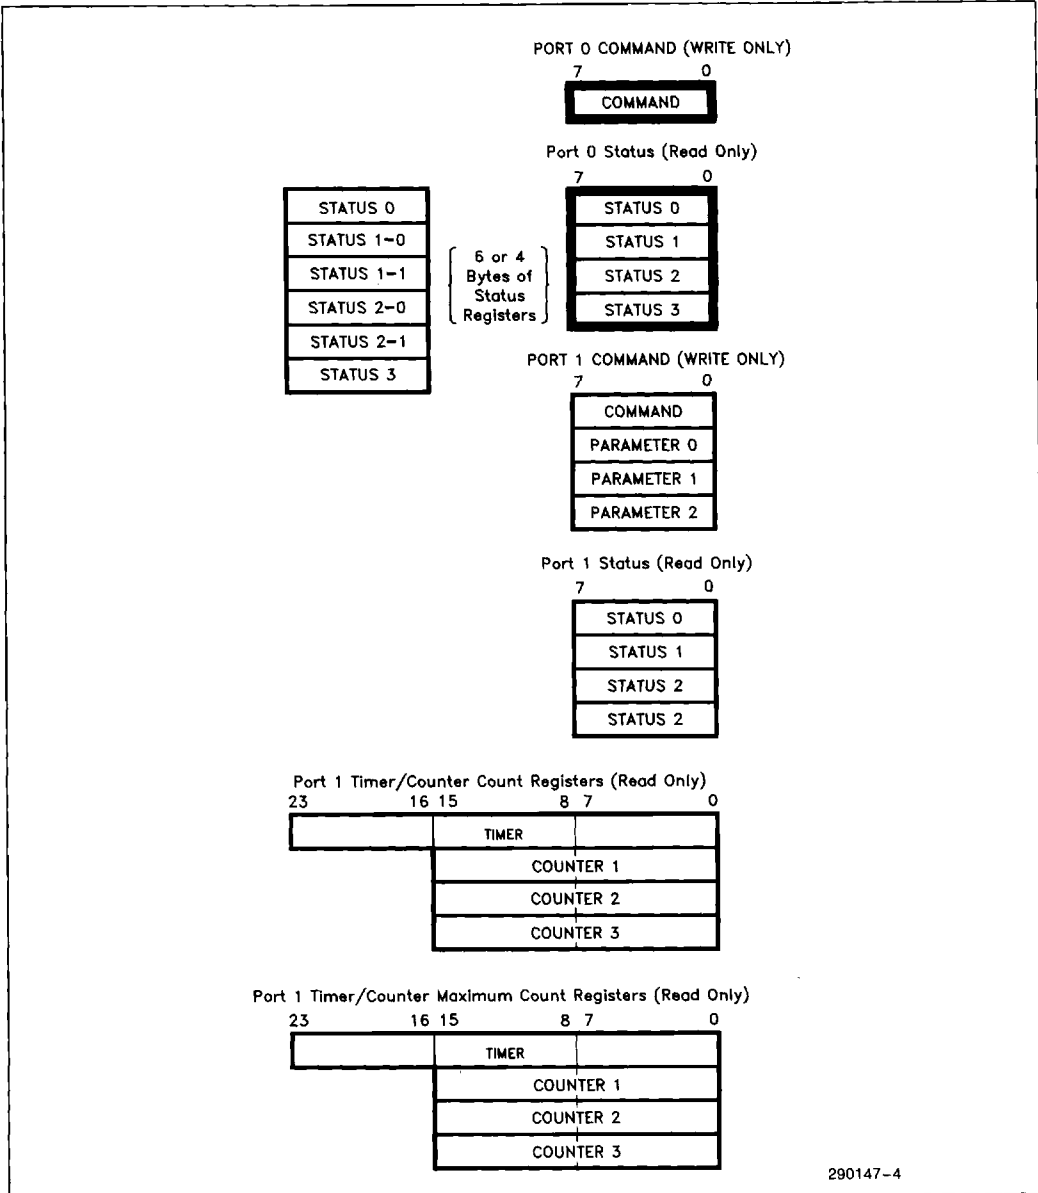 PORT 0 COMMAND (WRITE ONLY)
7 0
COMMAND
Port 0 Status (Read Only)
7 0
STATUS 0
STATUS 1-0
STATUS 1-1
STATUS 2-0
STATUS 2-1
STATUS 3
6 or 4
Bytes of
Status
Registers
STATUS 0
STATUS 1
STATUS 2
STATUS 3
PORT 1 COMMAND (WRITE ONLY)
7 0
COMMAND
PARAMETER 0
PARAMETER 1
PARAMETER 2
Port 1 Status (Read Only)
7 0
STATUS 0
STATUS 1
STATUS 2
STATUS 2
Port 1 Timer/Counter Count Registers (Read Only)
23 16 15 8 7 0
TIMER
COUNTER 1
COUNTER 2
COUNTER 3
Port 1 Timer/Counter Maximum Count Registers (Read Only)
23 16 15 8 7 0
TIMER
COUNTER 1
COUNTER 2
COUNTER 3
290147-4